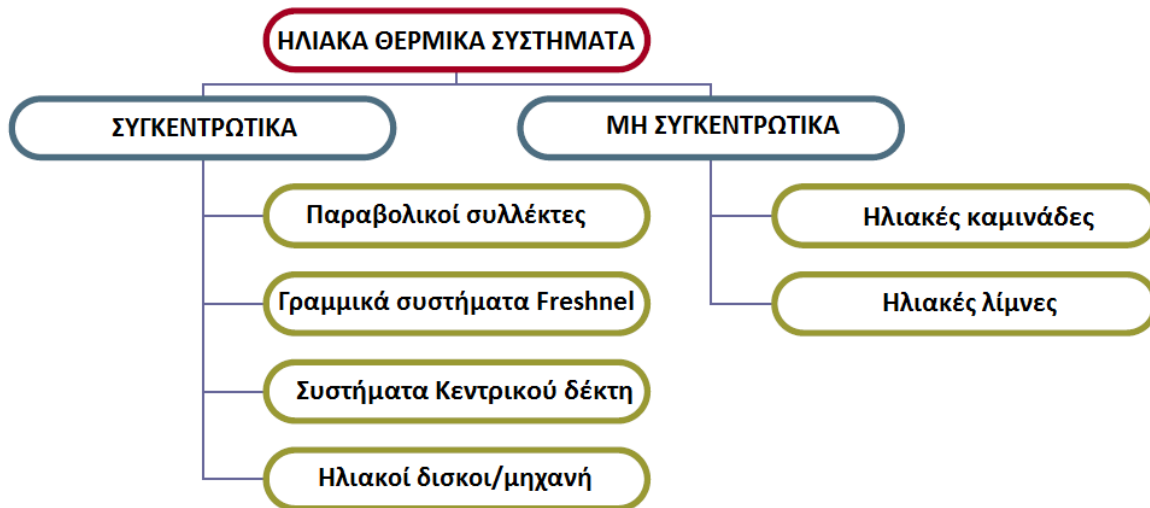 ΗΛΙΑΚΑ ΘΕΡΜΙΚΑ ΣΥΣΤΗΜΑΤΑ
ΣΥΓΚΕΝΤΡΩΤΙΚΑ
ΜΗ ΣΥΓΚΕΝΤΡΩΤΙΚΑ
Παραβολικοί συλλέκτες
Γραμμικά συστήματα Freshnel
Συστήματα Κεντρικού δέκτη
Ηλιακοί δισκοι/μηχανή
Ηλιακές καμινάδες
Ηλιακές λίμνες